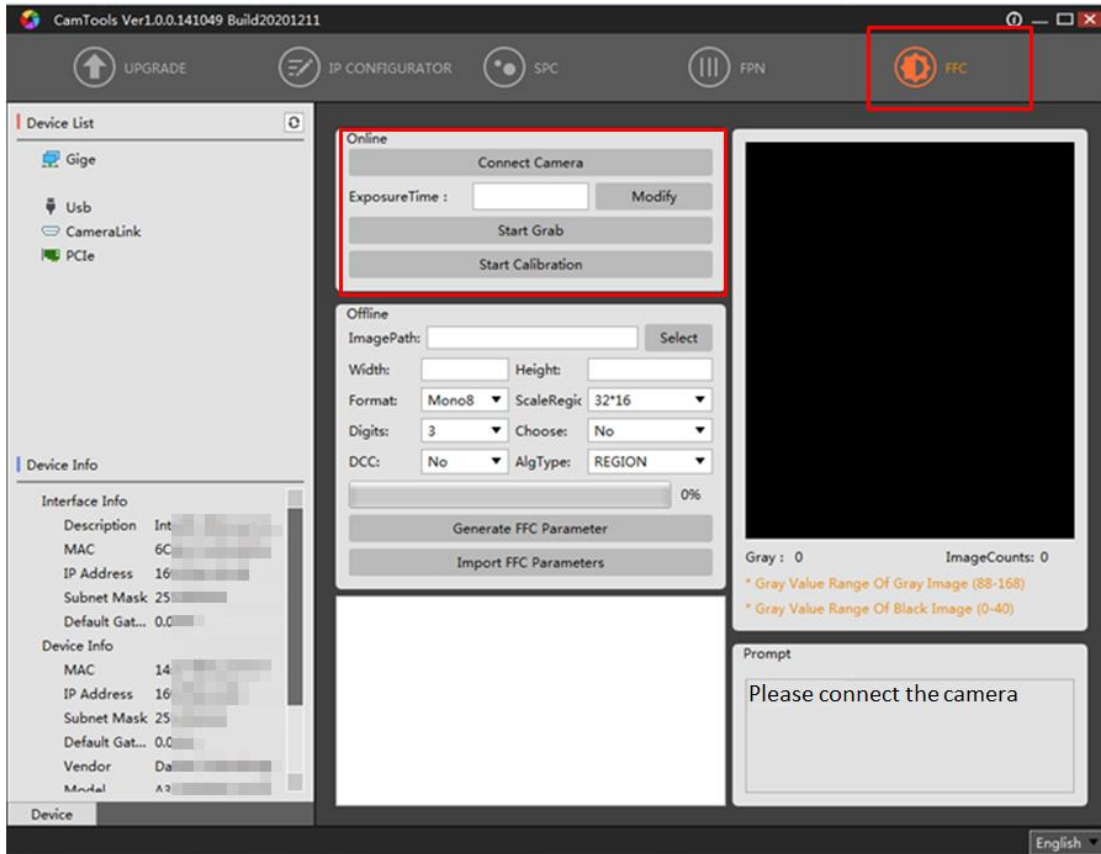 CamTools Ver1.0.0.141049 Build20201211
UPGRADE
IP CONFIGURATOR
SPC
FPN
FFC
Device List
Gige
Usb
CameraLink
PCIe
Device Info
Interface Info
Description
MAC
IP Address
Subnet Mask
Default Gat... 0.0
Device Info
MAC
IP Address
Subnet Mask
Default Gat... 0.0
Vendor
Model
Device
Online
Connect Camera
ExposureTime : Modify
Start Grab
Start Calibration
Offline
ImagePath: Select
Width: Height:
Format: Mono8 ScaleRegic 32*16
Digits: 3 Choose: No
DCC: No AlgType: REGION
0%
Generate FFC Parameter
Import FFC Parameters
Gray : 0 ImageCounts: 0
* Gray Value Range Of Gray Image (88-168)
* Gray Value Range Of Black Image (0-40)
Prompt
Please connect the camera
English